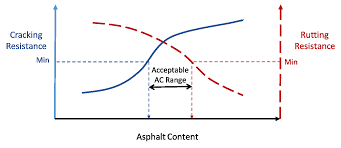 Cracking
Resistance
Rutting
Resistance
Min
Min
Acceptable
AC Range
Asphalt Content